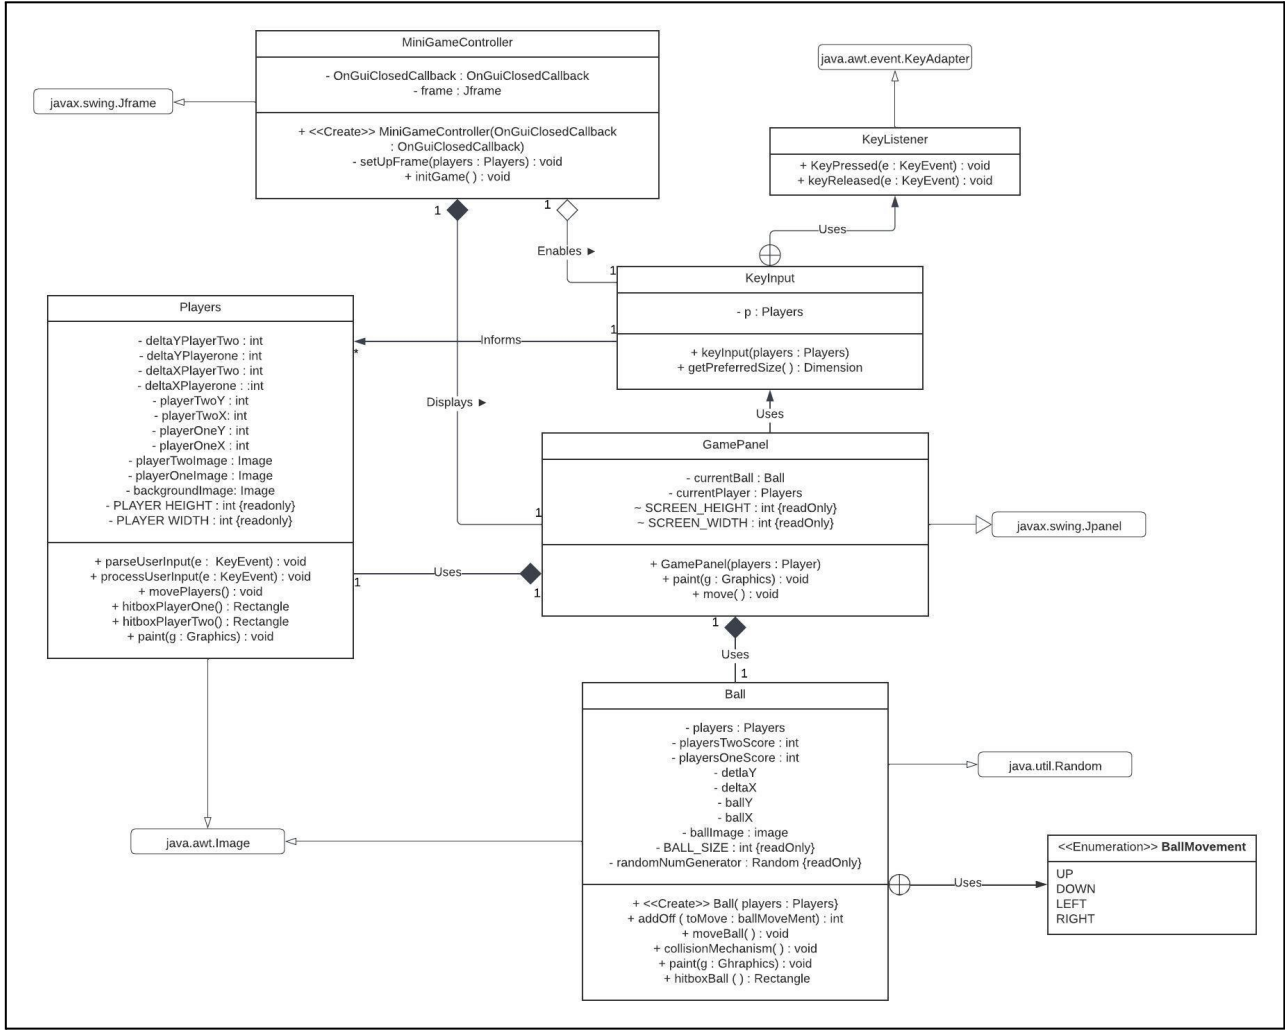 MiniGameController
- OnGuiClosedCallback : OnGuiClosedCallback
- frame : Jframe
+ <<Create>> MiniGameController(OnGuiClosedCallback
: OnGuiClosedCallback)
- setUpFrame(players : Players) : void
+ initGame( ) : void
javax.swing.Jframe
java.awt.event.KeyAdapter
KeyListener
+ KeyPressed(e : KeyEvent) : void
+ keyReleased(e : KeyEvent) : void
Uses
1
1
Enables ►
1
KeyInput
- p : Players
+ keyInput(players : Players)
+ getPreferredSize( ) : Dimension
1
Informs
*
Players
- deltaYPlayerTwo : int
- deltaYPlayerone : int
- deltaXPlayerTwo : int
- deltaXPlayerone : :int
- playerTwoY : int
- playerTwoX: int
- playerOneY : int
- playerOneX : int
- playerTwoImage : Image
- playerOneImage : Image
- backgroundImage: Image
- PLAYER HEIGHT : int {readonly}
- PLAYER WIDTH : int {readonly}
+ parseUserInput(e :  KeyEvent) : void
+ processUserInput(e : KeyEvent) : void
+ movePlayers() : void
+ hitboxPlayerOne() : Rectangle
+ hitboxPlayerTwo() : Rectangle
+ paint(g : Graphics) : void
Displays ►
1
Uses
GamePanel
- currentBall : Ball
- currentPlayer : Players
~ SCREEN_HEIGHT : int {readOnly}
~ SCREEN_WIDTH : int {readOnly}
+ GamePanel(players : Player)
+ paint(g : Graphics) : void
+ move( ) : void
javax.swing.Jpanel
1
Uses
1
1
Uses
1
Ball
- players : Players
- playersTwoScore : int
- playersOneScore : int
- detlaY
- deltaX
- ballY
- ballX
- ballImage : image
- BALL_SIZE : int {readOnly}
- randomNumGenerator : Random {readOnly}
+ <<Create>> Ball( players : Players}
+ addOff ( toMove : ballMoveMent) : int
+ moveBall( ) : void
+ collisionMechanism( ) : void
+ paint(g : Ghraphics) : void
+ hitboxBall ( ) : Rectangle
java.util.Random
java.awt.Image
Uses
<<Enumeration>> BallMovement
UP
DOWN
LEFT
RIGHT